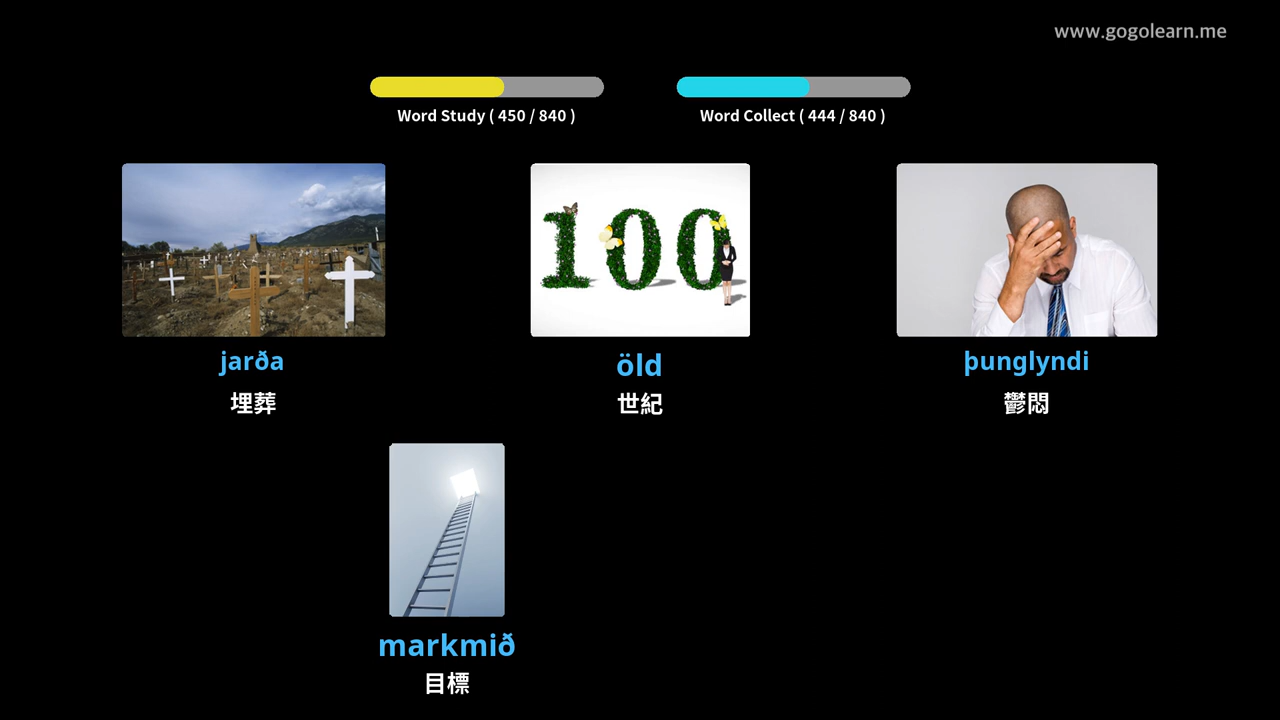 www.gogolearn.me
Word Study ( 450 / 840 )
Word Collect ( 444 / 840 )
100
jarða
埋葬
öld
世紀
þunglyndi
鬱悶
markmið
目標